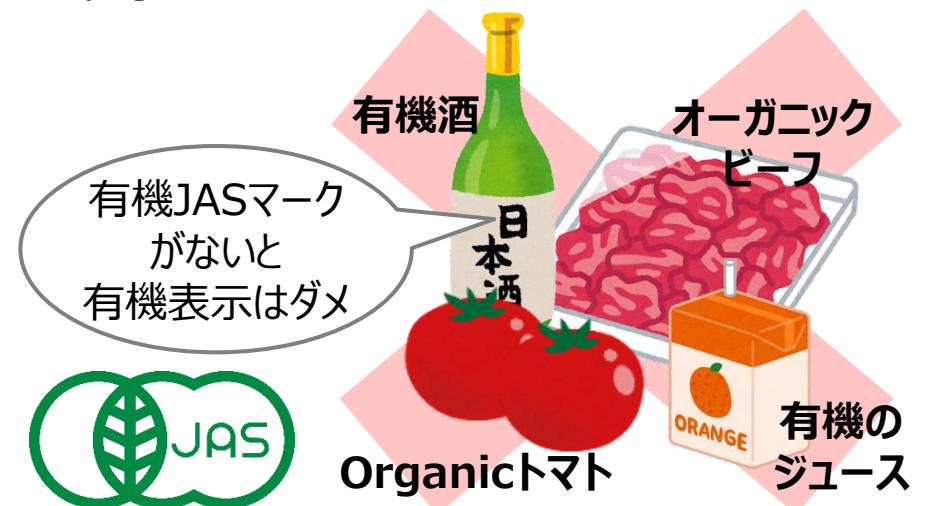 有機酒
オーガニック
ビーフ
有機JASマーク
がないと
有機表示はダメ
日本酒
ORANGE
有機の
ジュース
Organicトマト
JAS